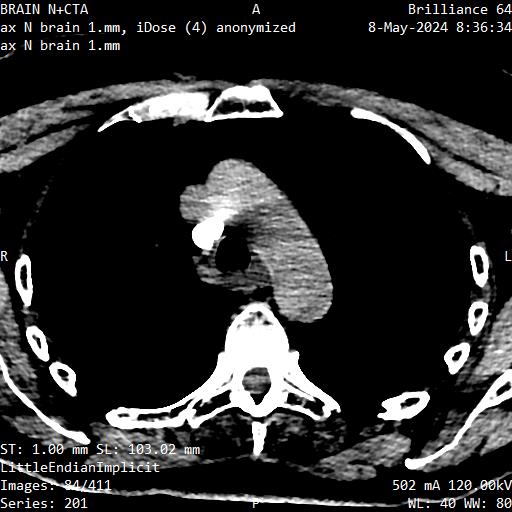 BRAIN N+CTA
A
Brilliance 64
ax N brain 1.mm, iDose (4) anonymized
8-May-2024 8:36:34
ax N brain 1.mm
R
L
ST: 1.00 mm SL: 103.02 mm
LittleEndianImplicit
Images: 84/411
502 mA 120.00kV
Series: 201
P
WL: 40 WW: 80